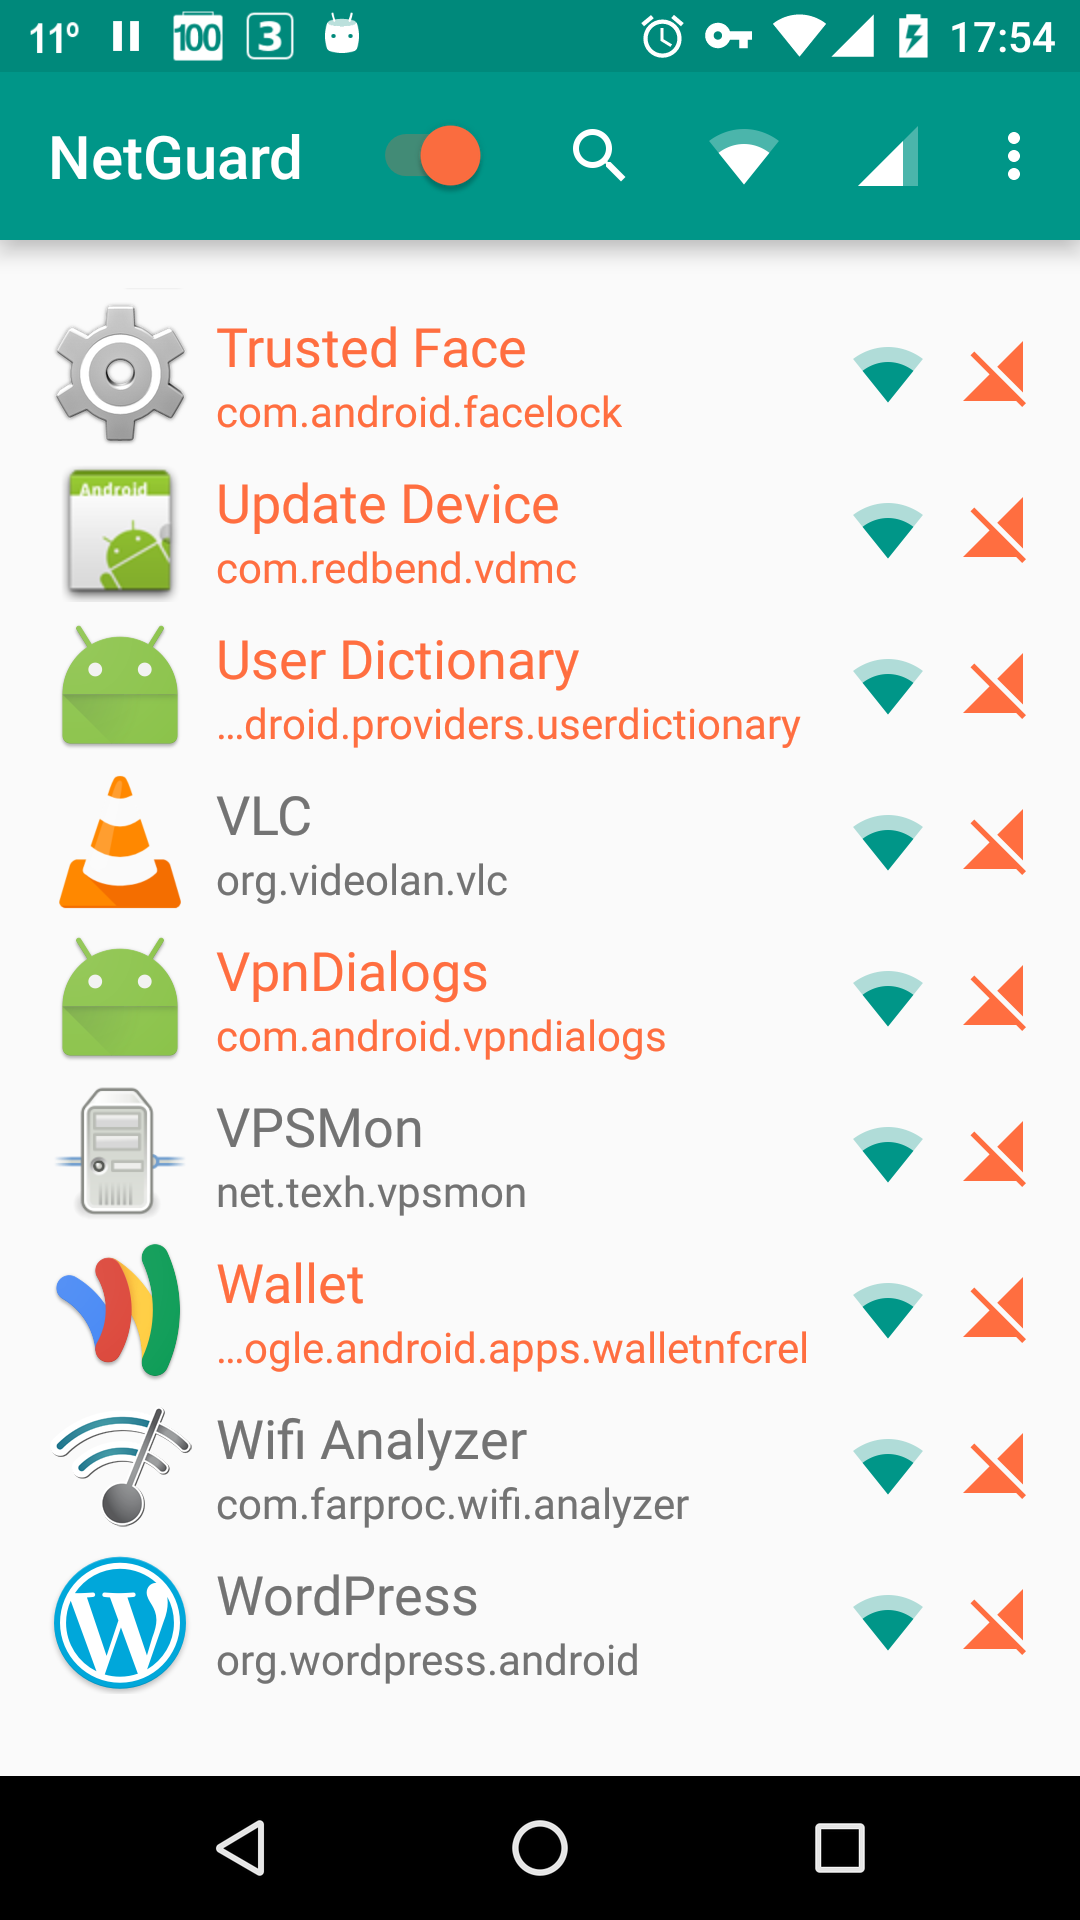 11º 100 3 17:54
NetGuard
Trusted Face
com.android.facelock
Android
Update Device
com.redbend.vdmc
User Dictionary
...droid.providers.userdictionary
VLC
org.videolan.vlc
VpnDialogs
com.android.vpndialogs
VPSMon
net.texh.vpsmon
Wallet
...ogle.android.apps.walletnfcrel
Wifi Analyzer
com.farproc.wifi.analyzer
W
WordPress
org.wordpress.android